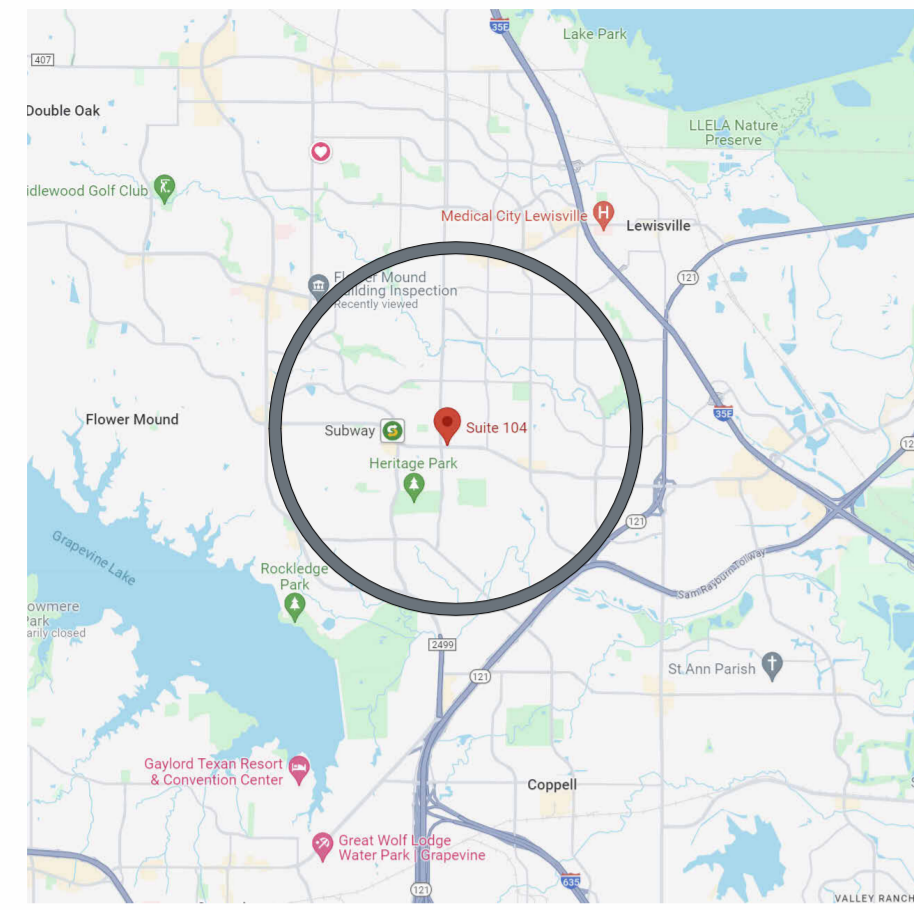 35E
Lake Park
407
Double Oak
LLELA Nature
Preserve
idlewood Golf Club
Medical City Lewisville
H
Lewisville
Flower Mound
Building Inspection
Recently viewed
121
35E
Flower Mound
Subway
Suite 104
12
Heritage Park
121
Grapevine Lake
Sam Rayburn Tollway
Rockledge
Park
owmere
Park
arily closed
2499
St. Ann Parish
121
Gaylord Texan Resort
& Convention Center
Coppell
Great Wolf Lodge
Water Park | Grapevine
635
121
VALLEY RANCH